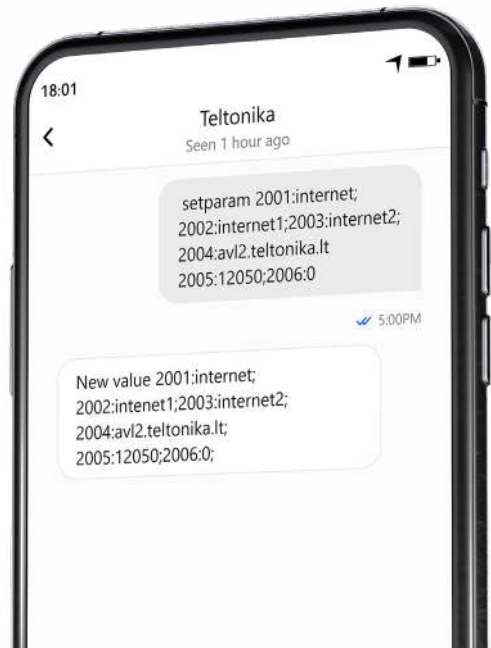 18:01
Teltonika
Seen 1 hour ago
setparam 2001:internet;
2002:internet1;2003:internet2;
2004:avl2.teltonika.lt
2005:12050;2006:0
5:00PM
New value 2001:internet;
2002:intenet1;2003:internet2;
2004:avl2.teltonika.lt;
2005:12050;2006:0;